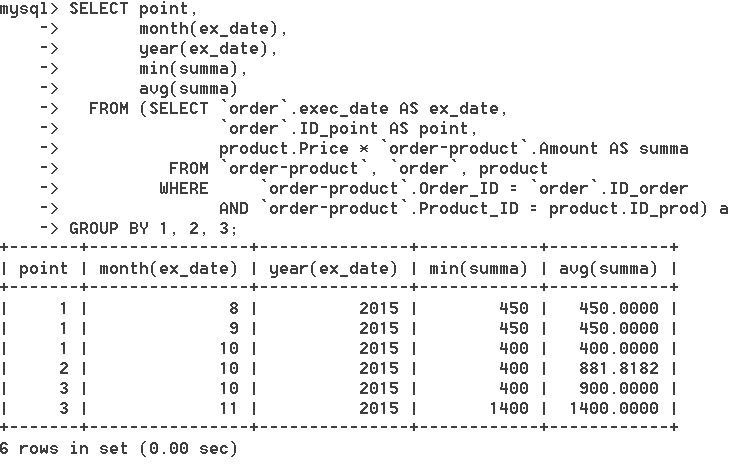 mysql> SELECT point,
    ->        month(ex_date),
    ->        year(ex_date),
    ->        min(summa),
    ->        avg(summa)
    ->   FROM (SELECT `order`.exec_date AS ex_date,
    ->                `order`.ID_point AS point,
    ->                product.Price * `order-product`.Amount AS summa
    ->           FROM `order-product`, `order`, product
    ->          WHERE     `order-product`.Order_ID = `order`.ID_order
    ->                AND `order-product`.Product_ID = product.ID_prod) a
    -> GROUP BY 1, 2, 3;
+-------+----------------+---------------+------------+-------------+
| point | month(ex_date) | year(ex_date) | min(summa) | avg(summa) |
+-------+----------------+---------------+------------+-------------+
|     1 |              8 |          2015 |        450 |   450.0000 |
|     1 |              9 |          2015 |        450 |   450.0000 |
|     1 |             10 |          2015 |        400 |   400.0000 |
|     2 |             10 |          2015 |        400 |   881.8182 |
|     3 |             10 |          2015 |        400 |   900.0000 |
|     3 |             11 |          2015 |       1400 |  1400.0000 |
+-------+----------------+---------------+------------+-------------+
6 rows in set (0.00 sec)